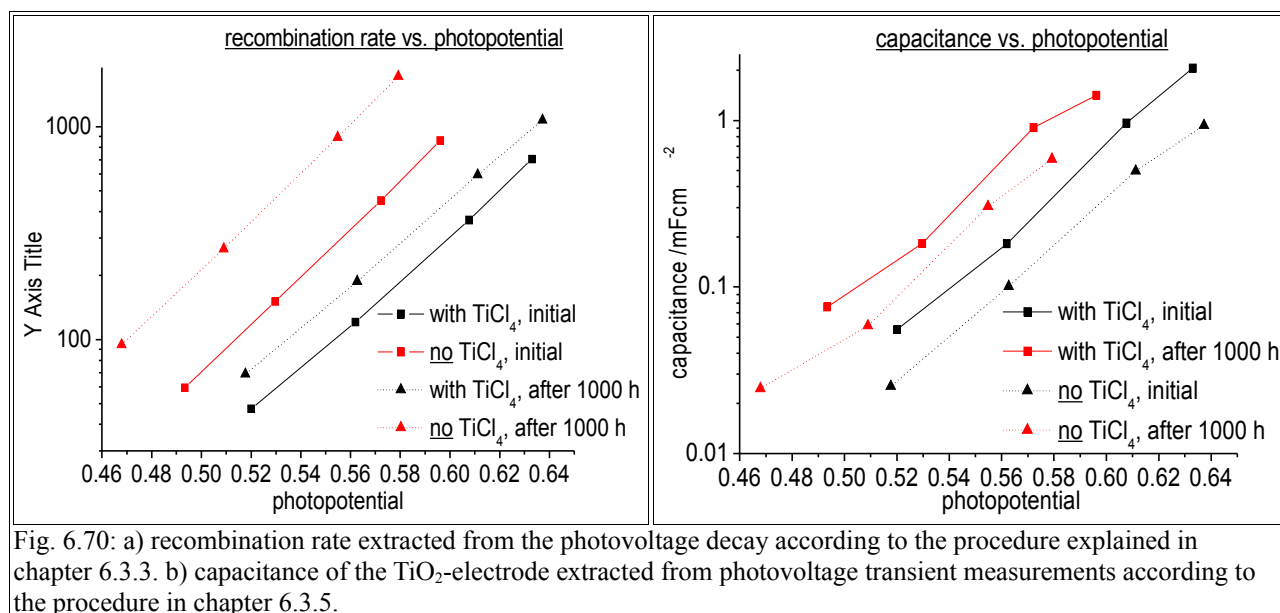 recombination rate vs. photopotential
1000
100
Y Axis Title
with TiCl4, initial
no TiCl4, initial
with TiCl4, after 1000 h
no TiCl4, after 1000 h
0.46 0.48 0.50 0.52 0.54 0.56 0.58 0.60 0.62 0.64
photopotential
capacitance vs. photopotential
1
0.1
0.01
capacitance /mFcm-2
with TiCl4, initial
with TiCl4, after 1000 h
no TiCl4, initial
no TiCl4, after 1000 h
0.46 0.48 0.50 0.52 0.54 0.56 0.58 0.60 0.62 0.64
photopotential
Fig. 6.70: a) recombination rate extracted from the photovoltage decay according to the procedure explained in
chapter 6.3.3. b) capacitance of the TiO2-electrode extracted from photovoltage transient measurements according to
the procedure in chapter 6.3.5.